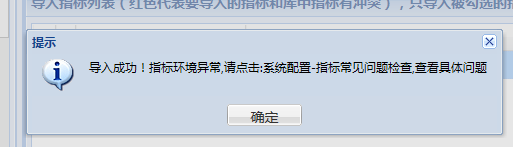 导入指标列表（红色代表要导入的指标和库中指标有冲突），只导入被勾选的指
提示
导入成功！指标环境异常,请点击:系统配置-指标常见问题检查,查看具体问题
确定